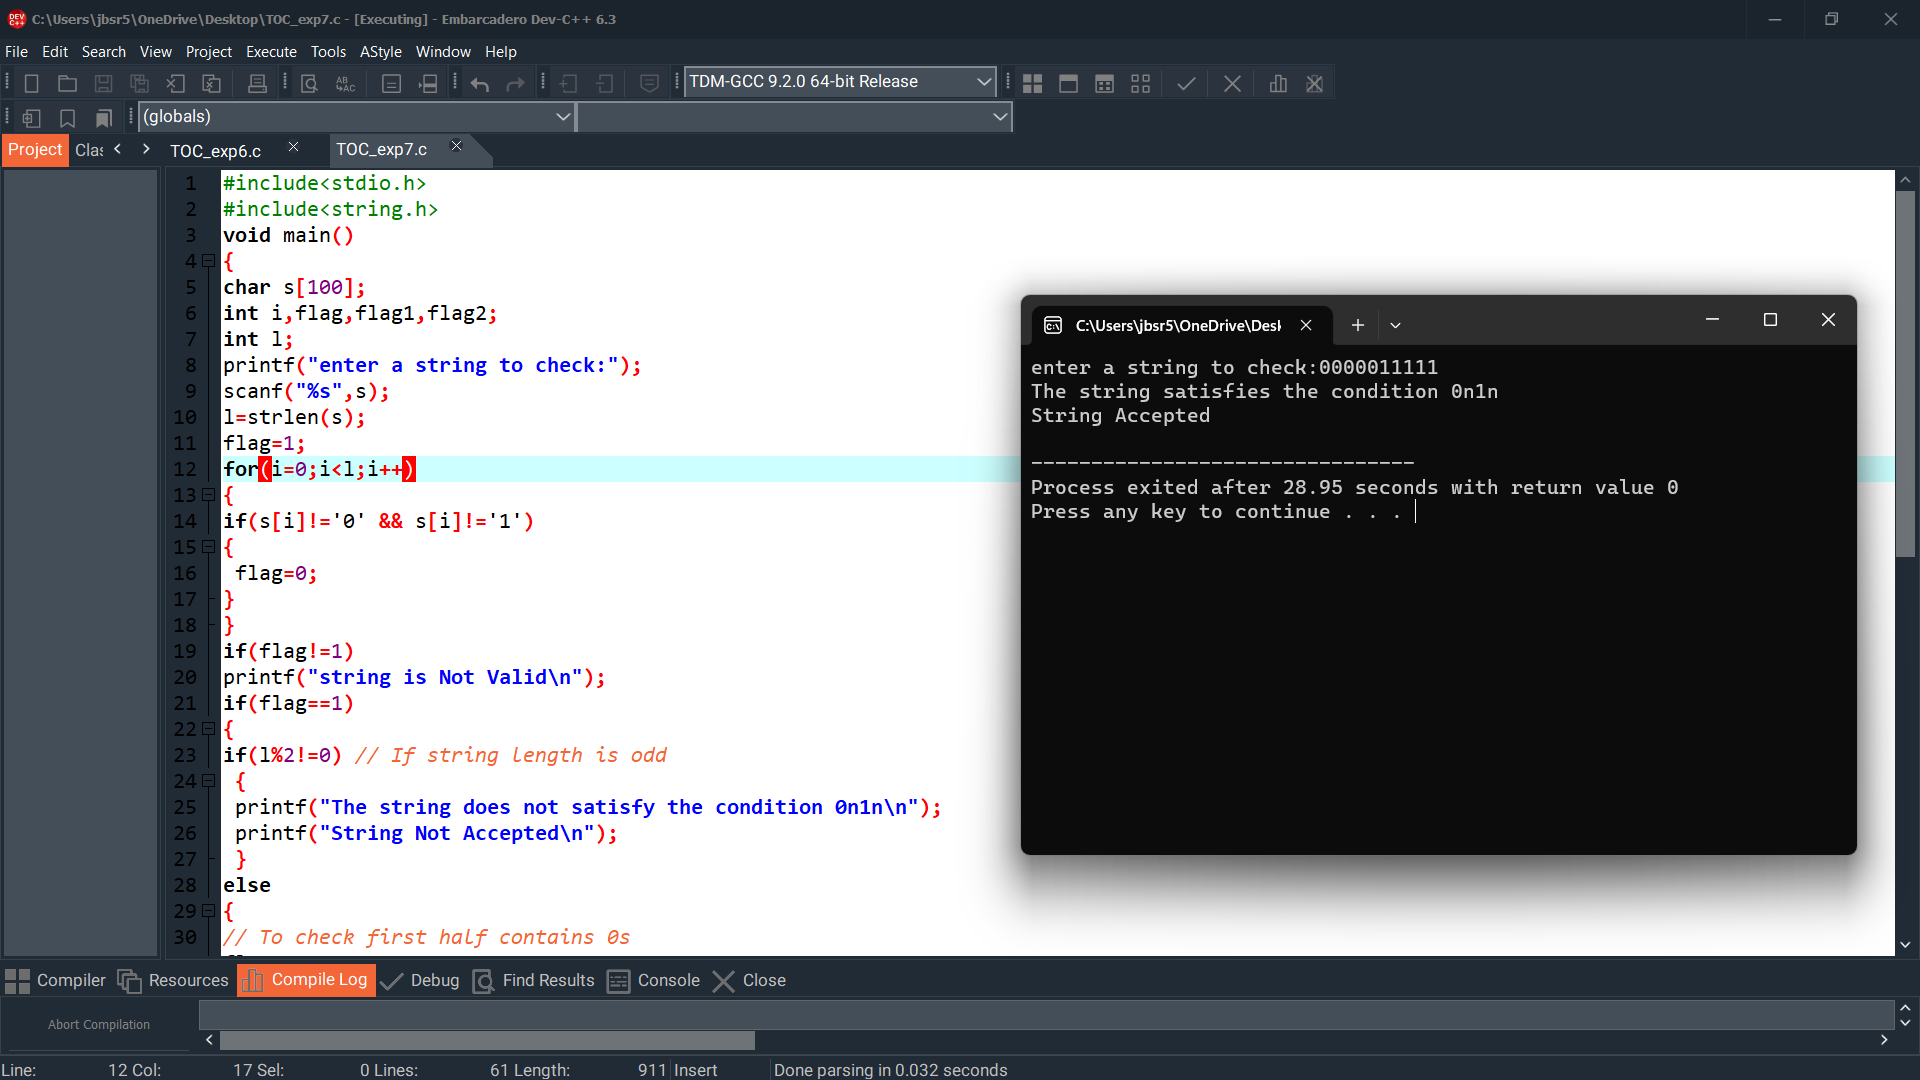 C:\Users\jbsr5\OneDrive\Desktop\TOC_exp7.c - [Executing] - Embarcadero Dev-C++ 6.3
File Edit Search View Project Execute Tools AStyle Window Help
TDM-GCC 9.2.0 64-bit Release
(globals)
Project Clas TOC_exp6.c TOC_exp7.c
1 #include<stdio.h>
2 #include<string.h>
3 void main()
4 {
5 char s[100];
6 int i,flag,flag1,flag2;
7 int l;
8 printf("enter a string to check:");
9 scanf("%s",s);
10 l=strlen(s);
11 flag=1;
12 for(i=0;i<l;i++)
13 {
14 if(s[i]!='0' && s[i]!='1')
15 {
16 flag=0;
17 }
18 }
19 if(flag!=1)
20 printf("string is Not Valid\n");
21 if(flag==1)
22 {
23 if(l%2!=0) // If string length is odd
24 {
25 printf("The string does not satisfy the condition 0n1n\n");
26 printf("String Not Accepted\n");
27 }
28 else
29 {
30 // To check first half contains 0s
C:\Users\jbsr5\OneDrive\Desk
enter a string to check:0000011111
The string satisfies the condition 0n1n
String Accepted
--------------------------------
Process exited after 28.95 seconds with return value 0
Press any key to continue . . .
Compiler Resources Compile Log Debug Find Results Console Close
Abort Compilation
Line: 12 Col: 17 Sel: 0 Lines: 61 Length: 911 Insert Done parsing in 0.032 seconds